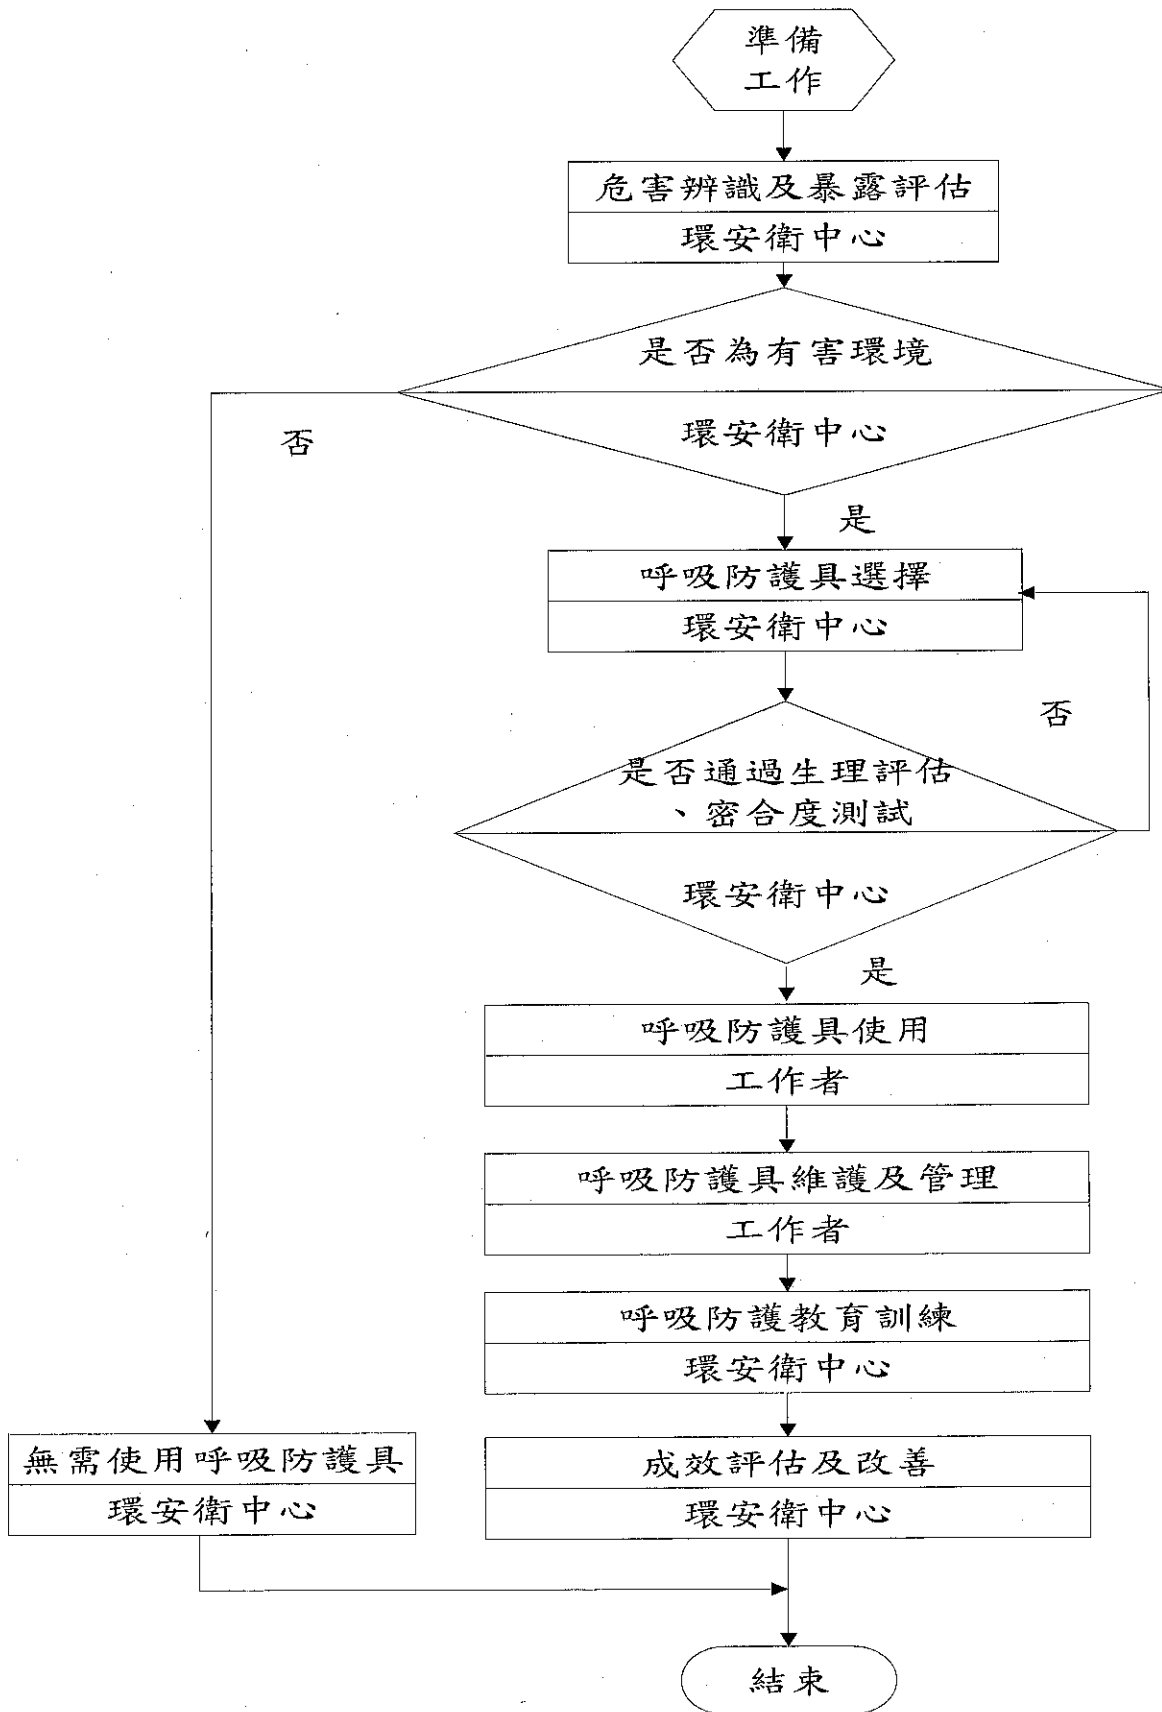 準備
工作
危害辨識及暴露評估
環安衛中心
是否為有害環境
環安衛中心
否
是
呼吸防護具選擇
環安衛中心
否
是否通過生理評估
、密合度測試
環安衛中心
是
呼吸防護具使用
工作者
呼吸防護具維護及管理
工作者
呼吸防護教育訓練
環安衛中心
無需使用呼吸防護具
環安衛中心
成效評估及改善
環安衛中心
結束